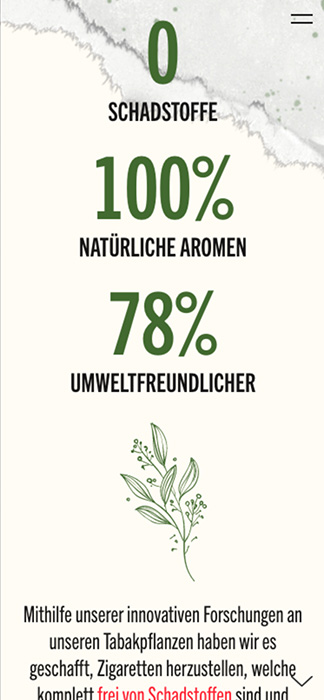 0
SCHADSTOFFE
100%
NATÜRLICHE AROMEN
78%
UMWELTFREUNDLICHER
Mithilfe unserer innovativen Forschungen an
unseren Tabakpflanzen haben wir es
geschafft, Zigaretten herzustellen, welche
komplett frei von Schadstoffen sind und